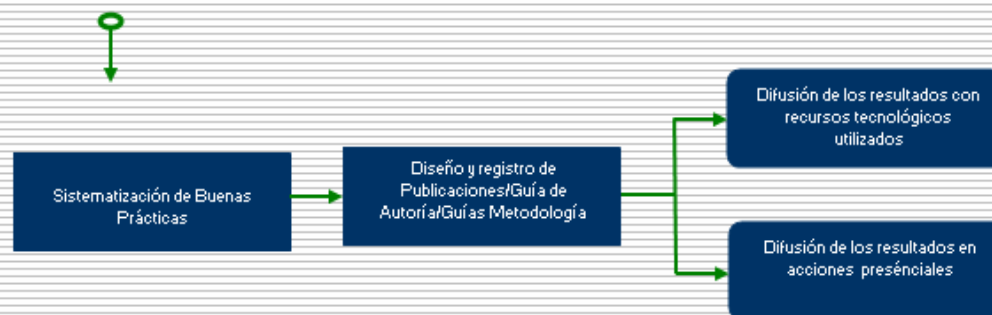 Sistematización de Buenas
Prácticas
Diseño y registro de
Publicaciones/Guía de
Autoría/Guías Metodología
Difusión de los resultados con
recursos tecnológicos
utilizados
Difusión de los resultados en
acciones presénciales